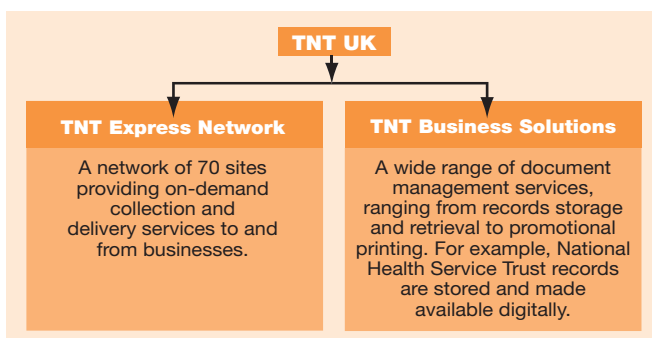 TNT UK
TNT Express Network
A network of 70 sites
providing on-demand
collection and
delivery services to and
from businesses.
TNT Business Solutions
A wide range of document
management services,
ranging from records storage
and retrieval to promotional
printing. For example, National
Health Service Trust records
are stored and made
available digitally.